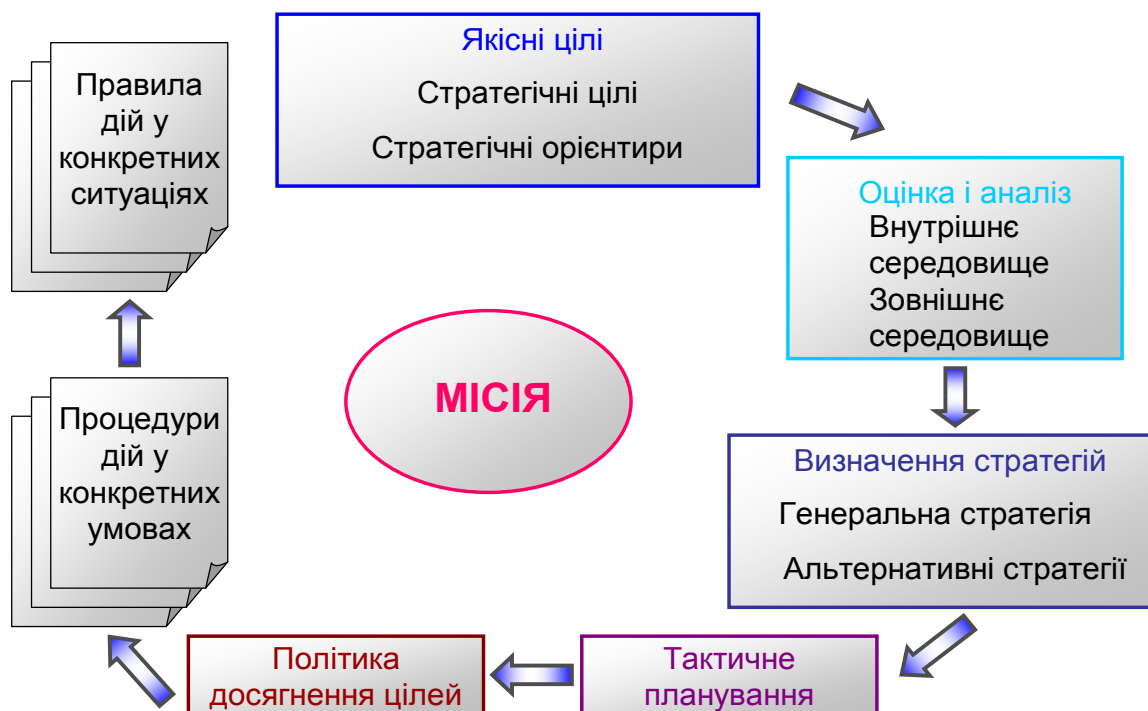 Якісні цілі
Стратегічні цілі
Стратегічні орієнтири
Оцінка і аналіз
Внутрішнє
середовище
Зовнішнє
середовище
Визначення стратегій
Генеральна стратегія
Альтернативні стратегії
Тактичне
планування
Політика
досягнення цілей
Процедури
дій у
конкретних
умовах
Правила
дій у
конкретних
ситуаціях
МІСІЯ